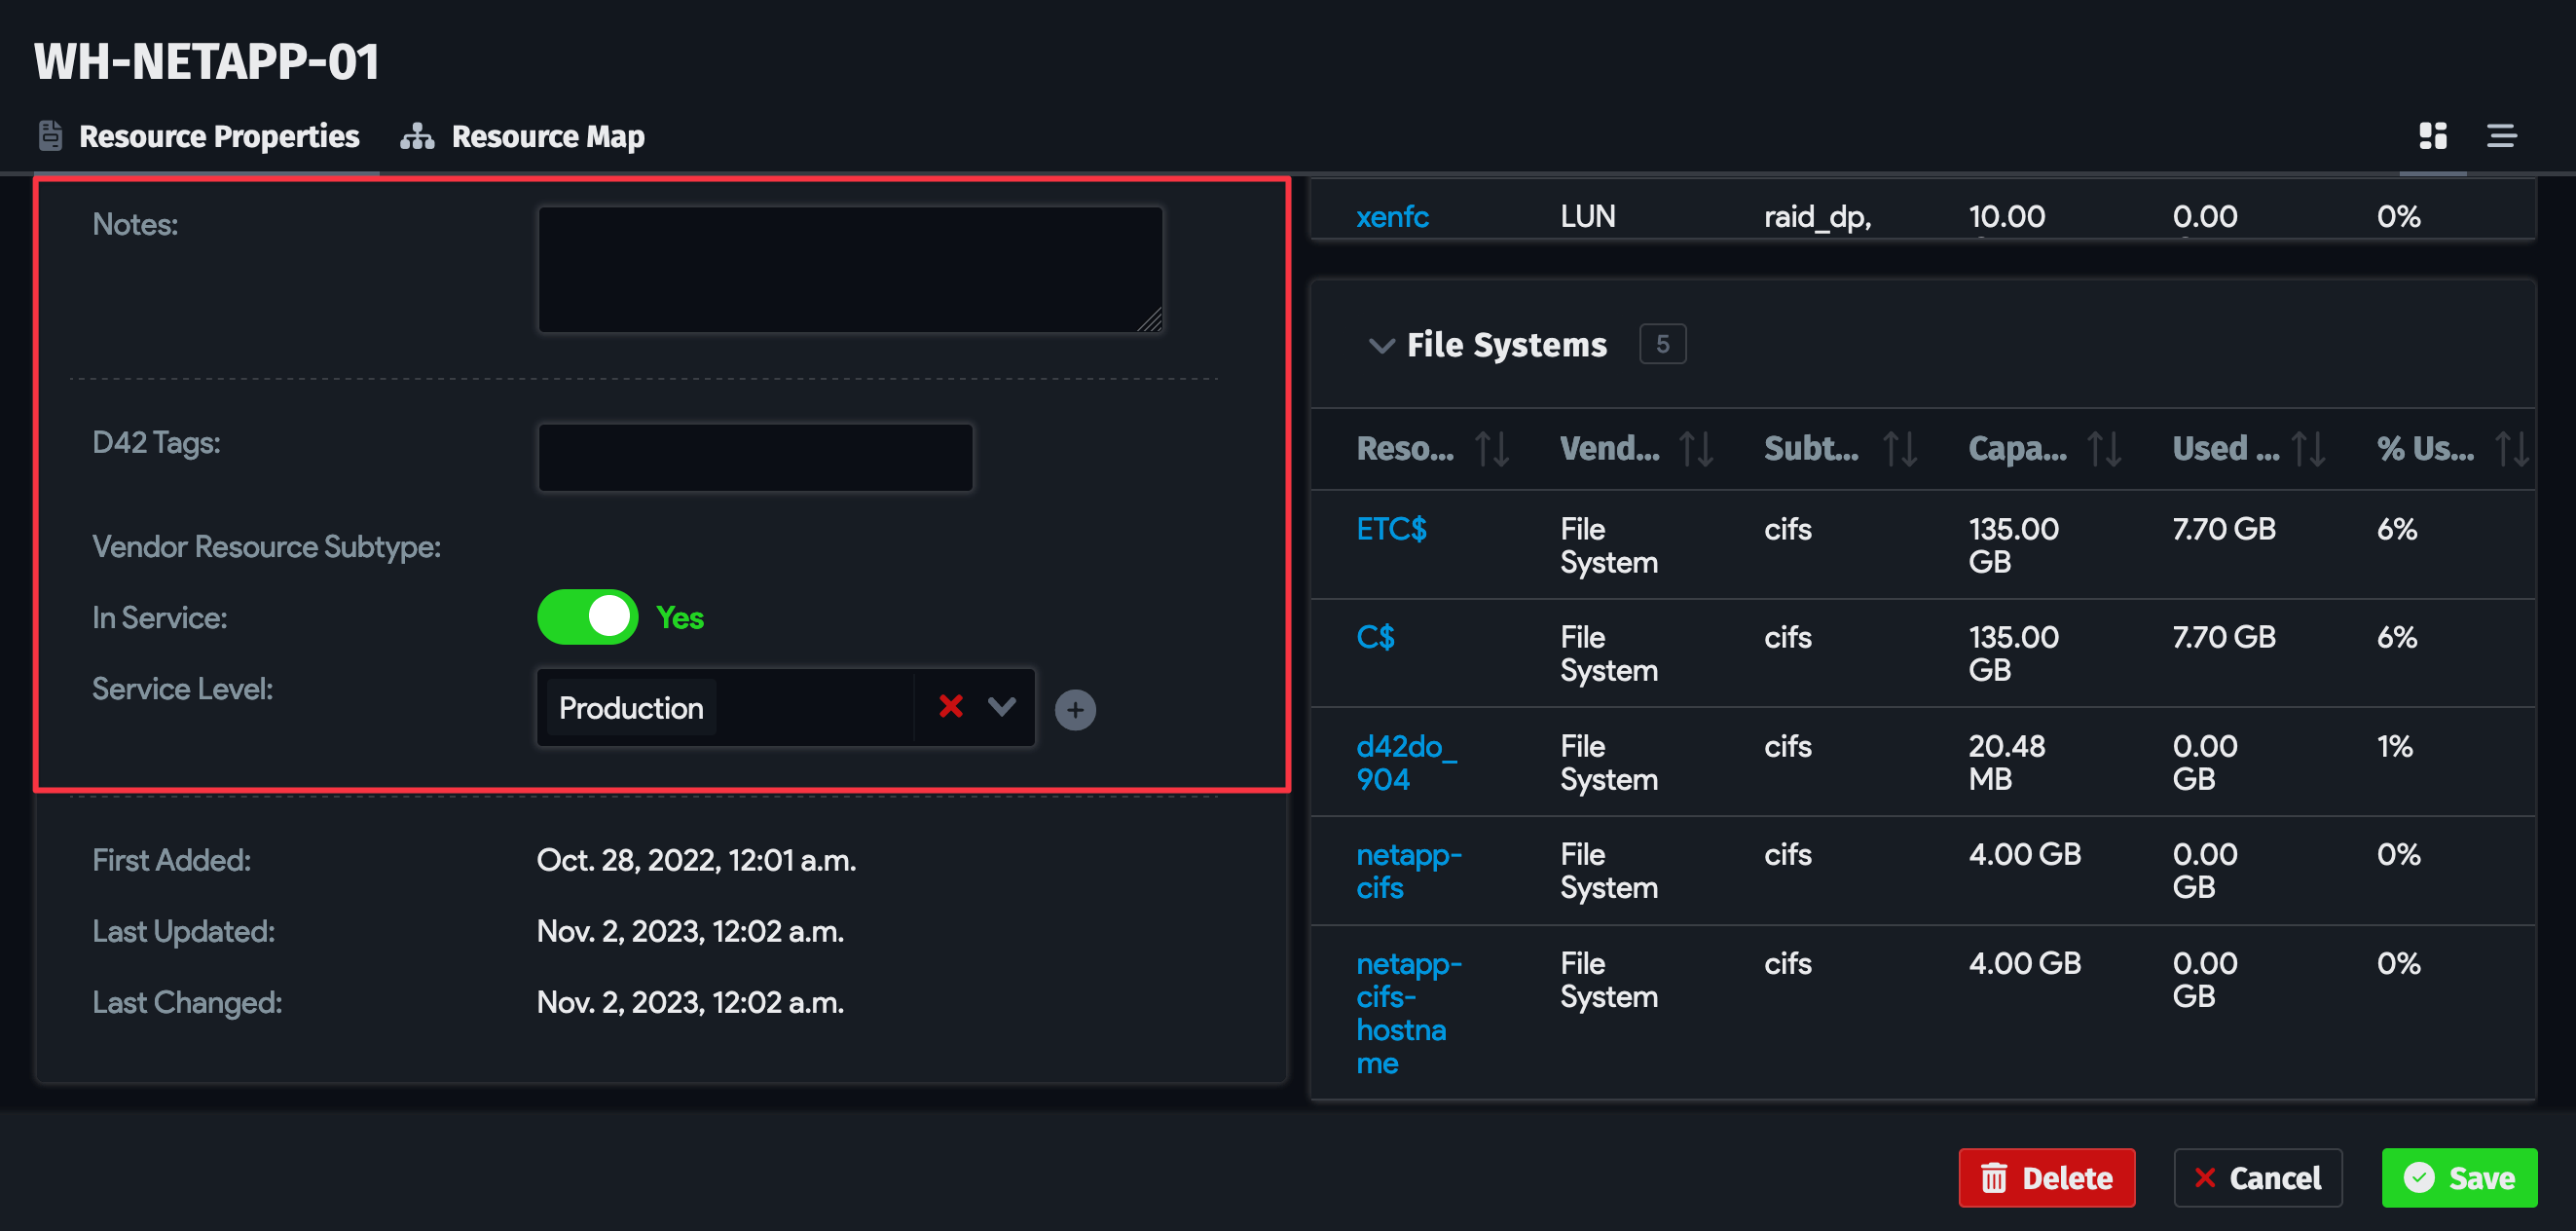 WH-NETAPP-01
Resource Properties
Resource Map
Notes:
D42 Tags:
Vendor Resource Subtype:
In Service:
Yes
Service Level:
Production
First Added:
Oct. 28, 2022, 12:01 a.m.
Last Updated:
Nov. 2, 2023, 12:02 a.m.
Last Changed:
Nov. 2, 2023, 12:02 a.m.
xenfc LUN raid_dp, 10.00 0.00 0%
File Systems 5
Reso... Vend... Subt... Capa... Used ... % Us...
ETC$ File cifs 135.00 7.70 GB 6%
System GB
C$ File cifs 135.00 7.70 GB 6%
System GB
d42do_ File cifs 20.48 0.00 1%
904 System MB GB
netapp- File cifs 4.00 GB 0.00 0%
cifs System GB
netapp- File cifs 4.00 GB 0.00 0%
cifs- System GB
hostna
me
Delete
Cancel
Save